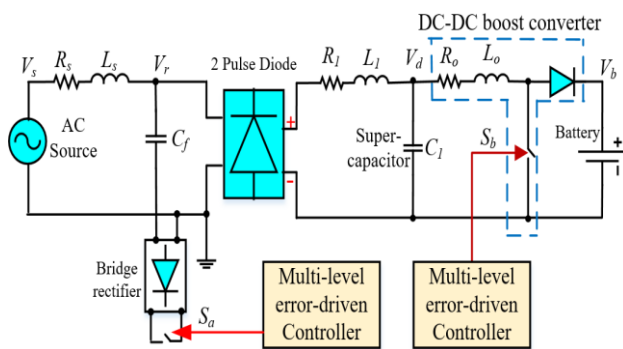 DC-DC boost converter
V_s
R_s
L_s
V_r
2 Pulse Diode
R_1
L_1
V_d
R_o
L_o
V_b
AC
Source
C_f
+
-
Super-
capacitor
C_1
S_b
Battery
+
Bridge
rectifier
S_a
Multi-level
error-driven
Controller
Multi-level
error-driven
Controller